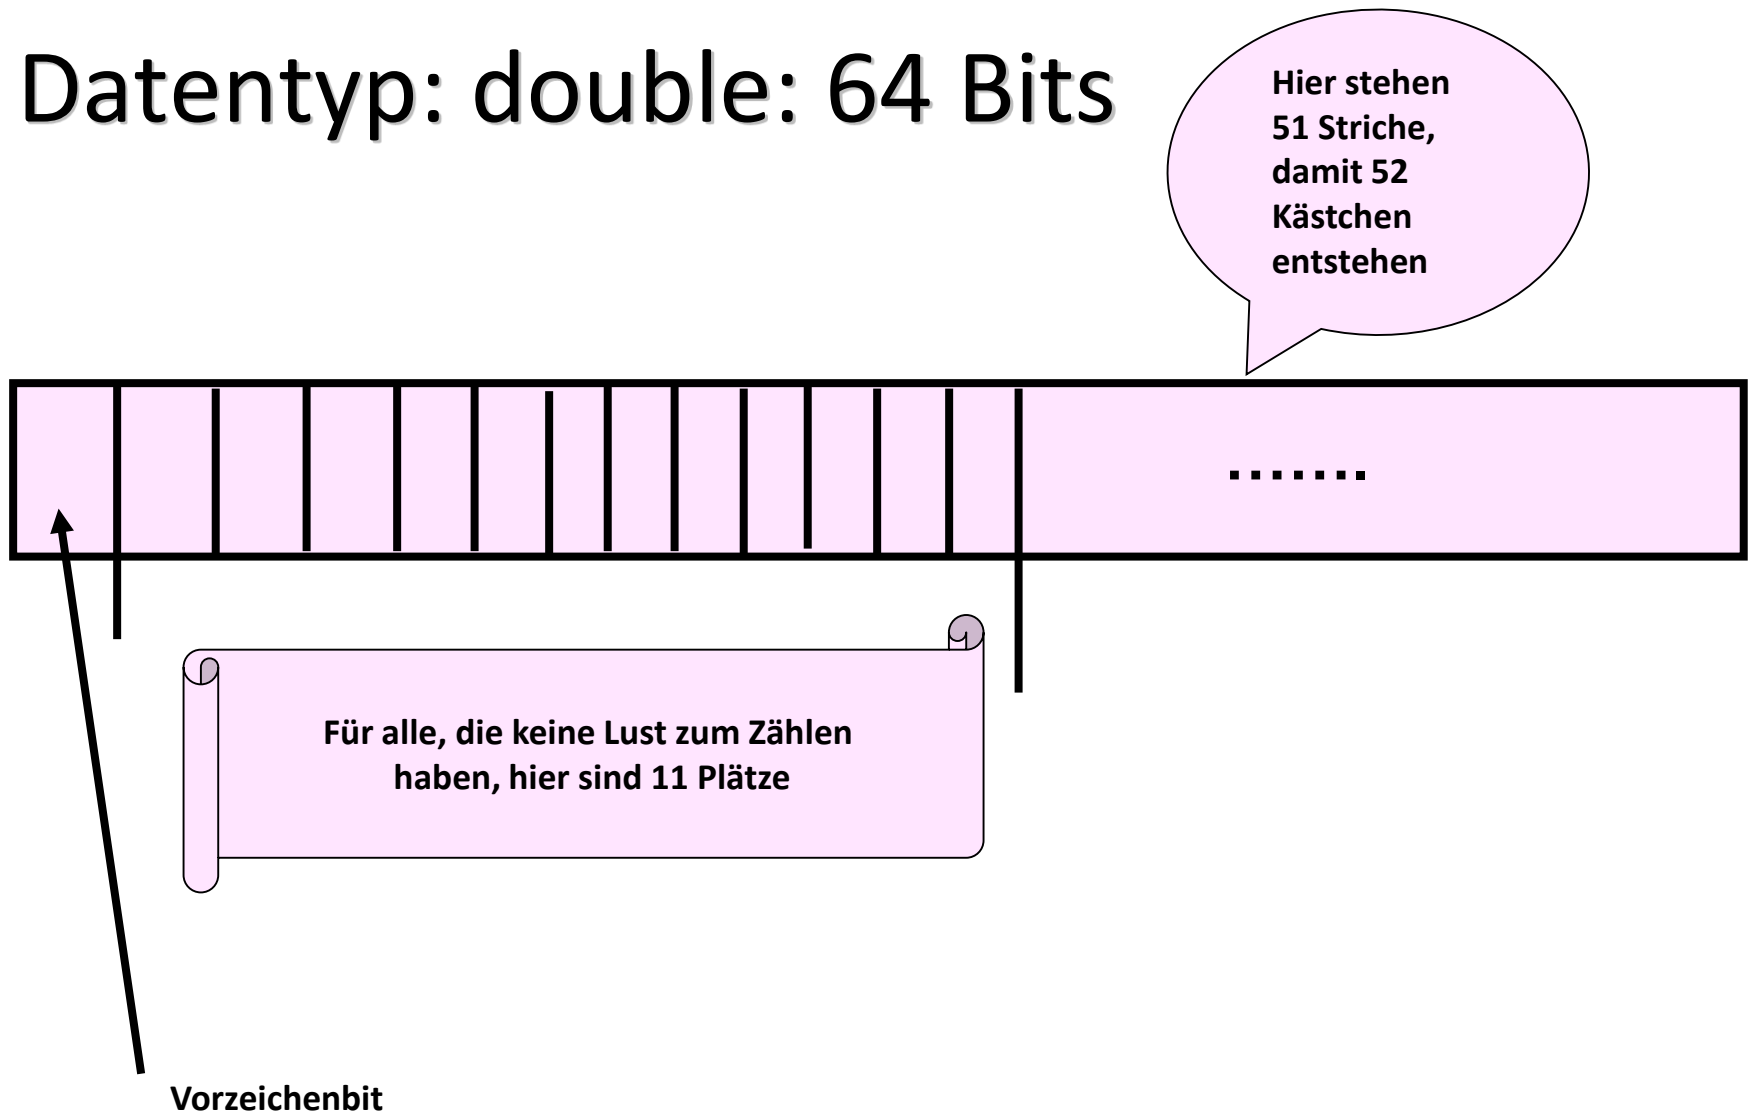 Datentyp: double: 64 Bits
Hier stehen
51 Striche,
damit 52
Kästchen
entstehen
.......
Für alle, die keine Lust zum Zählen
haben, hier sind 11 Plätze
Vorzeichenbit